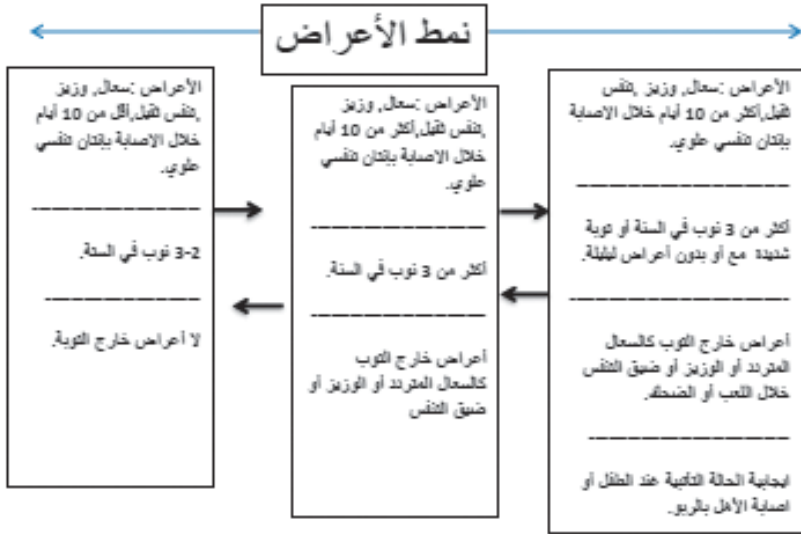 نمط الأعراض
الأعراض :سعال, وزيز ,تنفس
ثقيل,أكثر من 10 أيام خلال الاصابة
بإنتان تنفسي علوي.
أكثر من 3 نوب في السنة أو نوبة
شديدة مع أو بدون أعراض ليلية.
أعراض خارج النوب كالسعال
المتردد أو الوزيز أو ضيق التنفس
خلال اللعب أو الضحك.
ايجابية الحالة التأتبية عند الطفل أو
اصابة الأهل بالربو.
الأعراض :سعال, وزيز
,تنفس ثقيل,أكثر من 10 أيام
خلال الاصابة بإنتان تنفسي
علوي.
أكثر من 3 نوب في السنة.
أعراض خارج النوب
كالسعال المتردد أو الوزيز أو
ضيق التنفس
الأعراض :سعال, وزيز
,تنفس ثقيل,أقل من 10 أيام
خلال الاصابة بإنتان تنفسي
علوي.
2-3 نوب في السنة.
لا أعراض خارج النوبة.